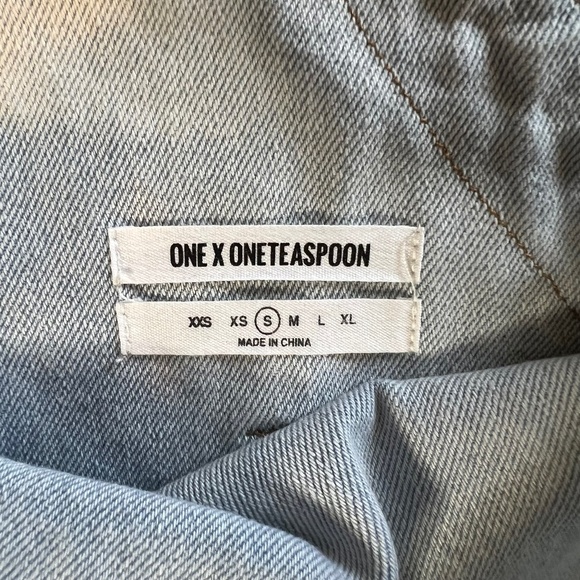 ONE X ONETEASPOON
XXS XS S M L XL
MADE IN CHINA